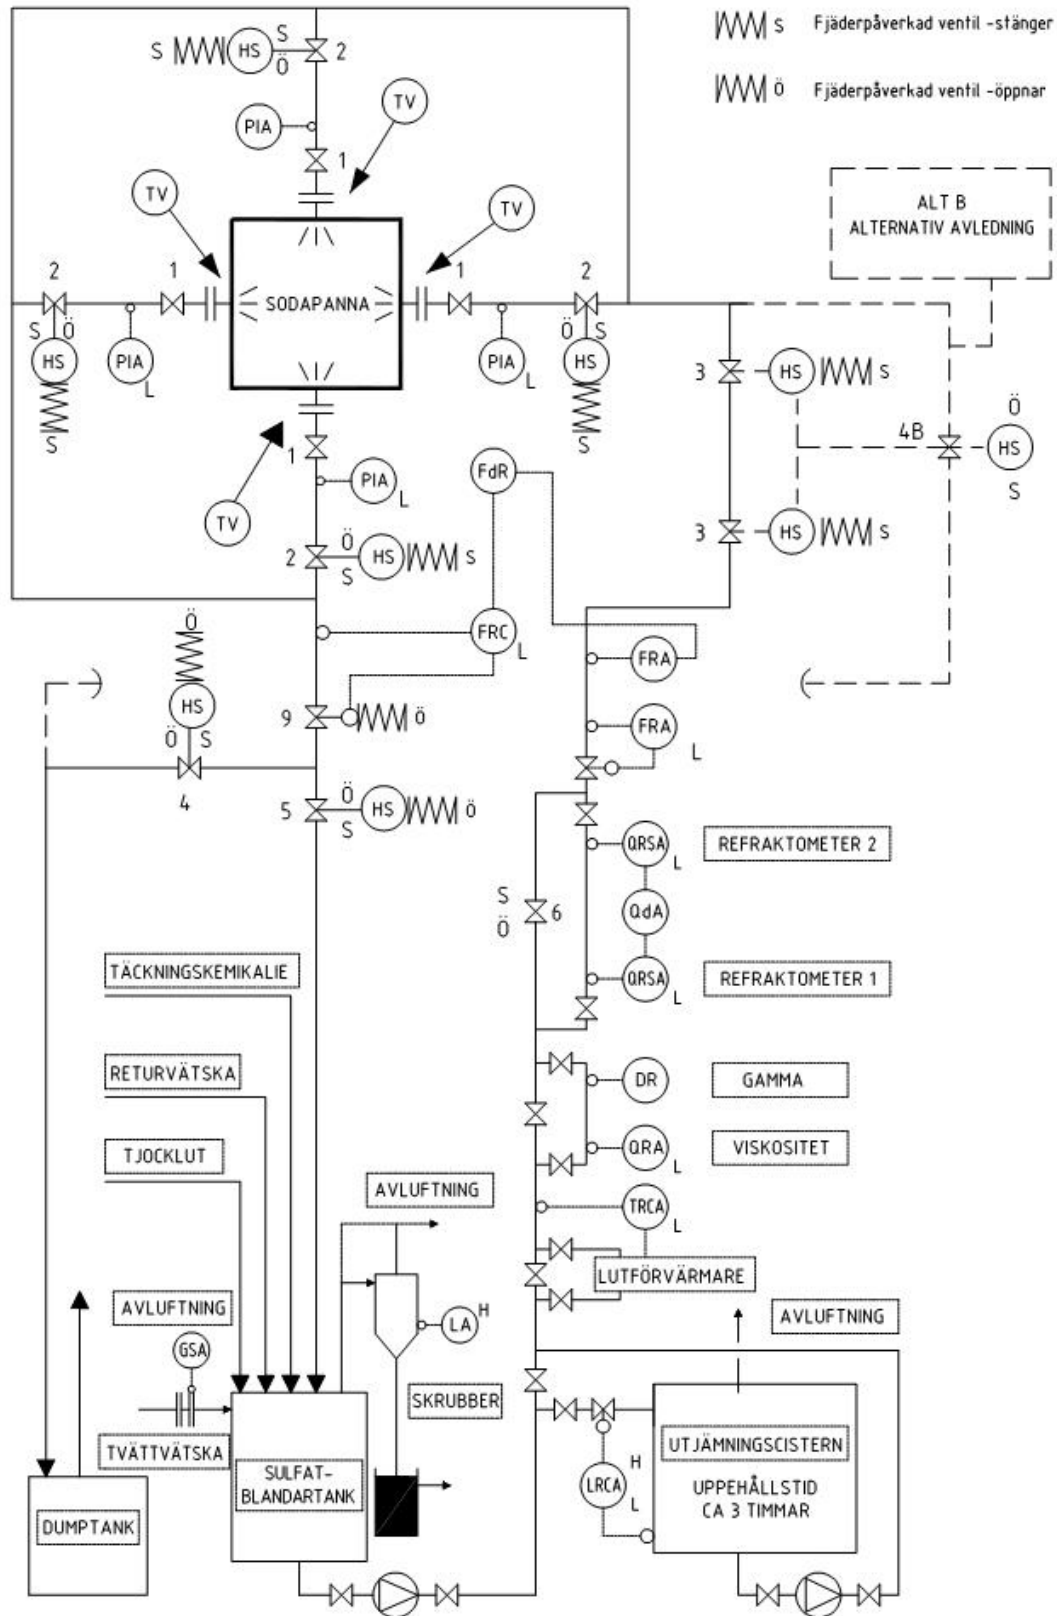 S HS S Ö 2
S Fjäderpåverkad ventil -stänger
Ö Fjäderpåverkad ventil -öppnar
TV
PIA
1
TV
TV
ALT B
ALTERNATIV AVLEDNING
2 1
SODAPANNA
1 2
S Ö
HS
S
PIA L
PIA L
Ö S
HS
S
3 HS S
4B
Ö
HS
S
3 HS S
1
TV
PIA L
FdR
2 Ö S HS S
Ö
HS
Ö S
4
FRC L
9 Ö
5 Ö S HS Ö
FRA
FRA L
QRSA L
REFRAKTOMETER 2
S
Ö
6
QdA
QRSA L
REFRAKTOMETER 1
TÄCKNINGSKEMIKALIE
RETURVÄTSKA
TJOCKLUT
DR
GAMMA
QRA L
VISKOSITET
AVLUFTNING
TRCA L
LUTFÖRVÄRMARE
AVLUFTNING
GSA
LA H
AVLUFTNING
SKRUBBER
TVÄTTVÄTSKA
SULFAT-
BLANDARTANK
DUMPTANK
UTJÄMNINGSCISTERN
UPPEHÅLLSTID
CA 3 TIMMAR
H
LRCA
L